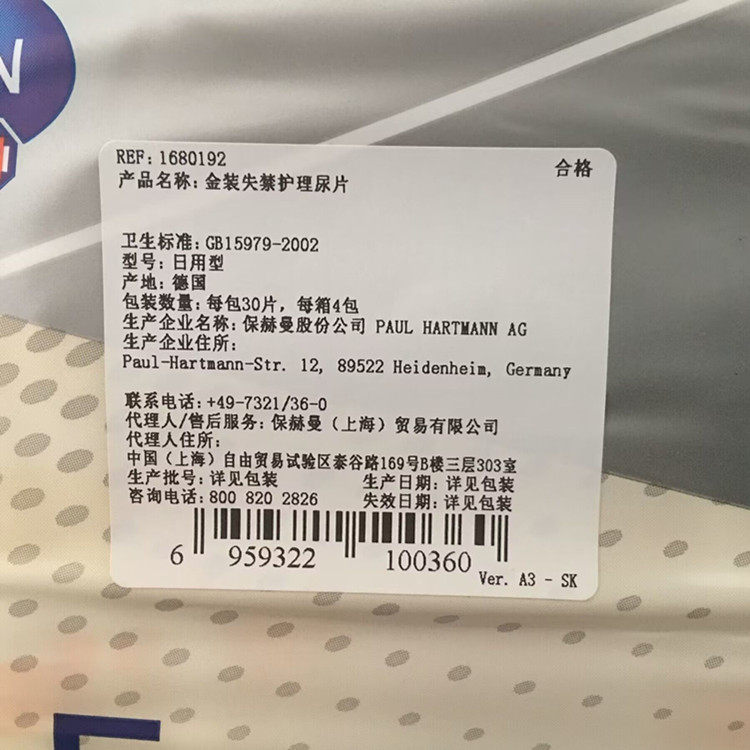 REF: 1680192
合格
产品名称: 金装失禁护理尿片
卫生标准: GB15979-2002
型号: 日用型
产地: 德国
包装数量: 每包30片, 每箱4包
生产企业名称: 保赫曼股份公司 PAUL HARTMANN AG
生产企业住所:
Paul-Hartmann-Str. 12, 89522 Heidenheim, Germany
联系电话: +49-7321/36-0
代理人/售后服务: 保赫曼（上海）贸易有限公司
代理人住所:
中国（上海）自由贸易试验区泰谷路169号B楼三层303室
生产批号: 详见包装 生产日期: 详见包装
咨询电话: 800 820 2826 失效日期: 详见包装
6 959322 100360
Ver. A3 - SK